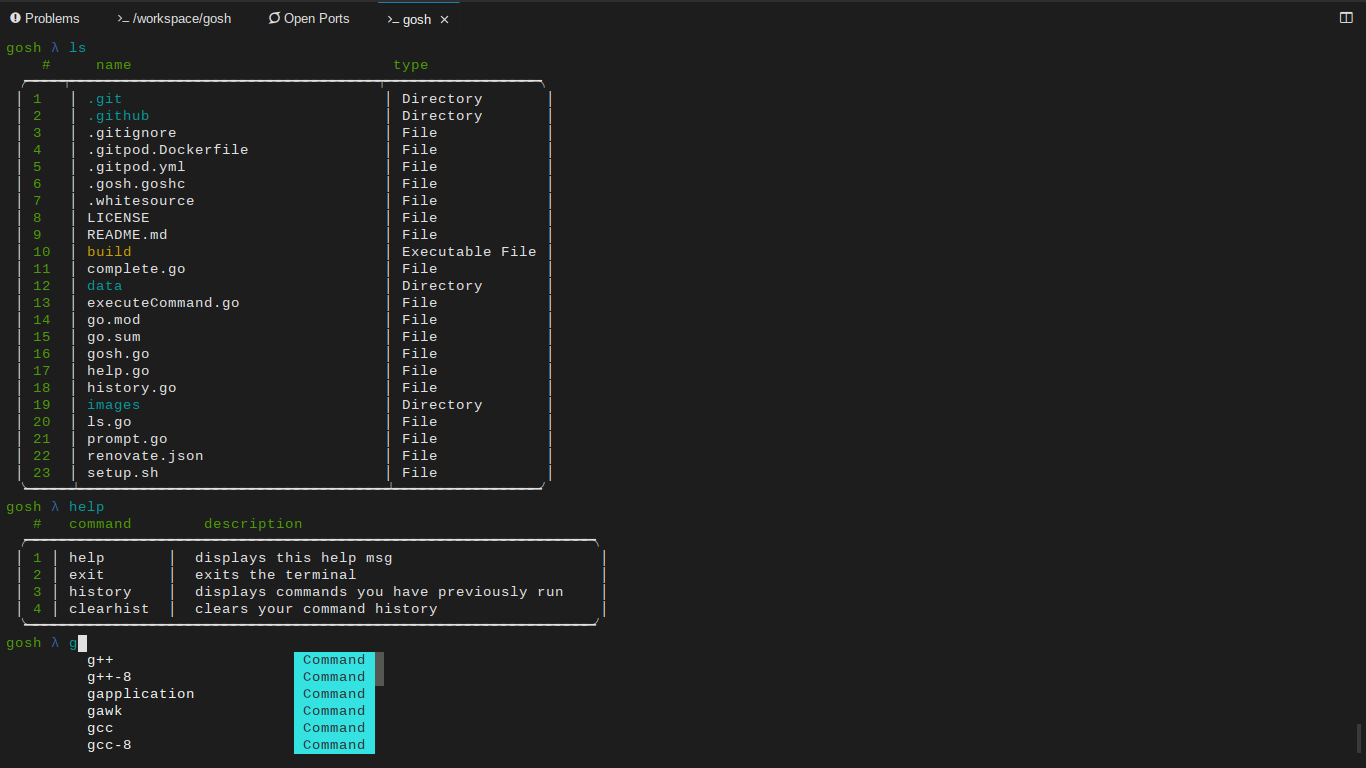 Problems >_ /workspace/gosh Open Ports >_ gosh ×
gosh λ ls
# name type
1 .git Directory
2 .github Directory
3 .gitignore File
4 .gitpod.Dockerfile File
5 .gitpod.yml File
6 .gosh.goshc File
7 .whitesource File
8 LICENSE File
9 README.md File
10 build Executable File
11 complete.go File
12 data Directory
13 executeCommand.go File
14 go.mod File
15 go.sum File
16 gosh.go File
17 help.go File
18 history.go File
19 images Directory
20 ls.go File
21 prompt.go File
22 renovate.json File
23 setup.sh File
gosh λ help
# command description
1 help displays this help msg
2 exit exits the terminal
3 history displays commands you have previously run
4 clearhist clears your command history
gosh λ g
g++ Command
g++-8 Command
gapplication Command
gawk Command
gcc Command
gcc-8 Command